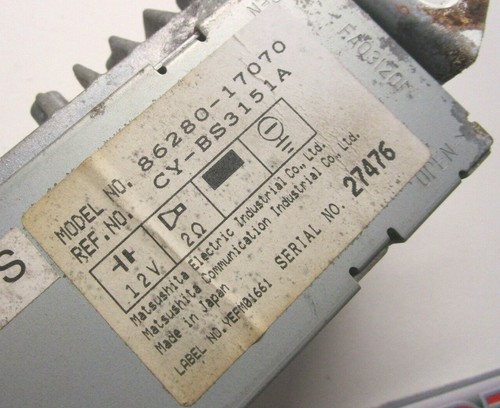 MODEL NO. 86280-17070
REF. NO. CY-BS3151A
12V 2Ω
Matsushita Electric Industrial Co., Ltd.
Matsushita Communication Industrial Co., Ltd.
Made in Japan
SERIAL NO. 27476
LABEL NO. YEFM01661
S